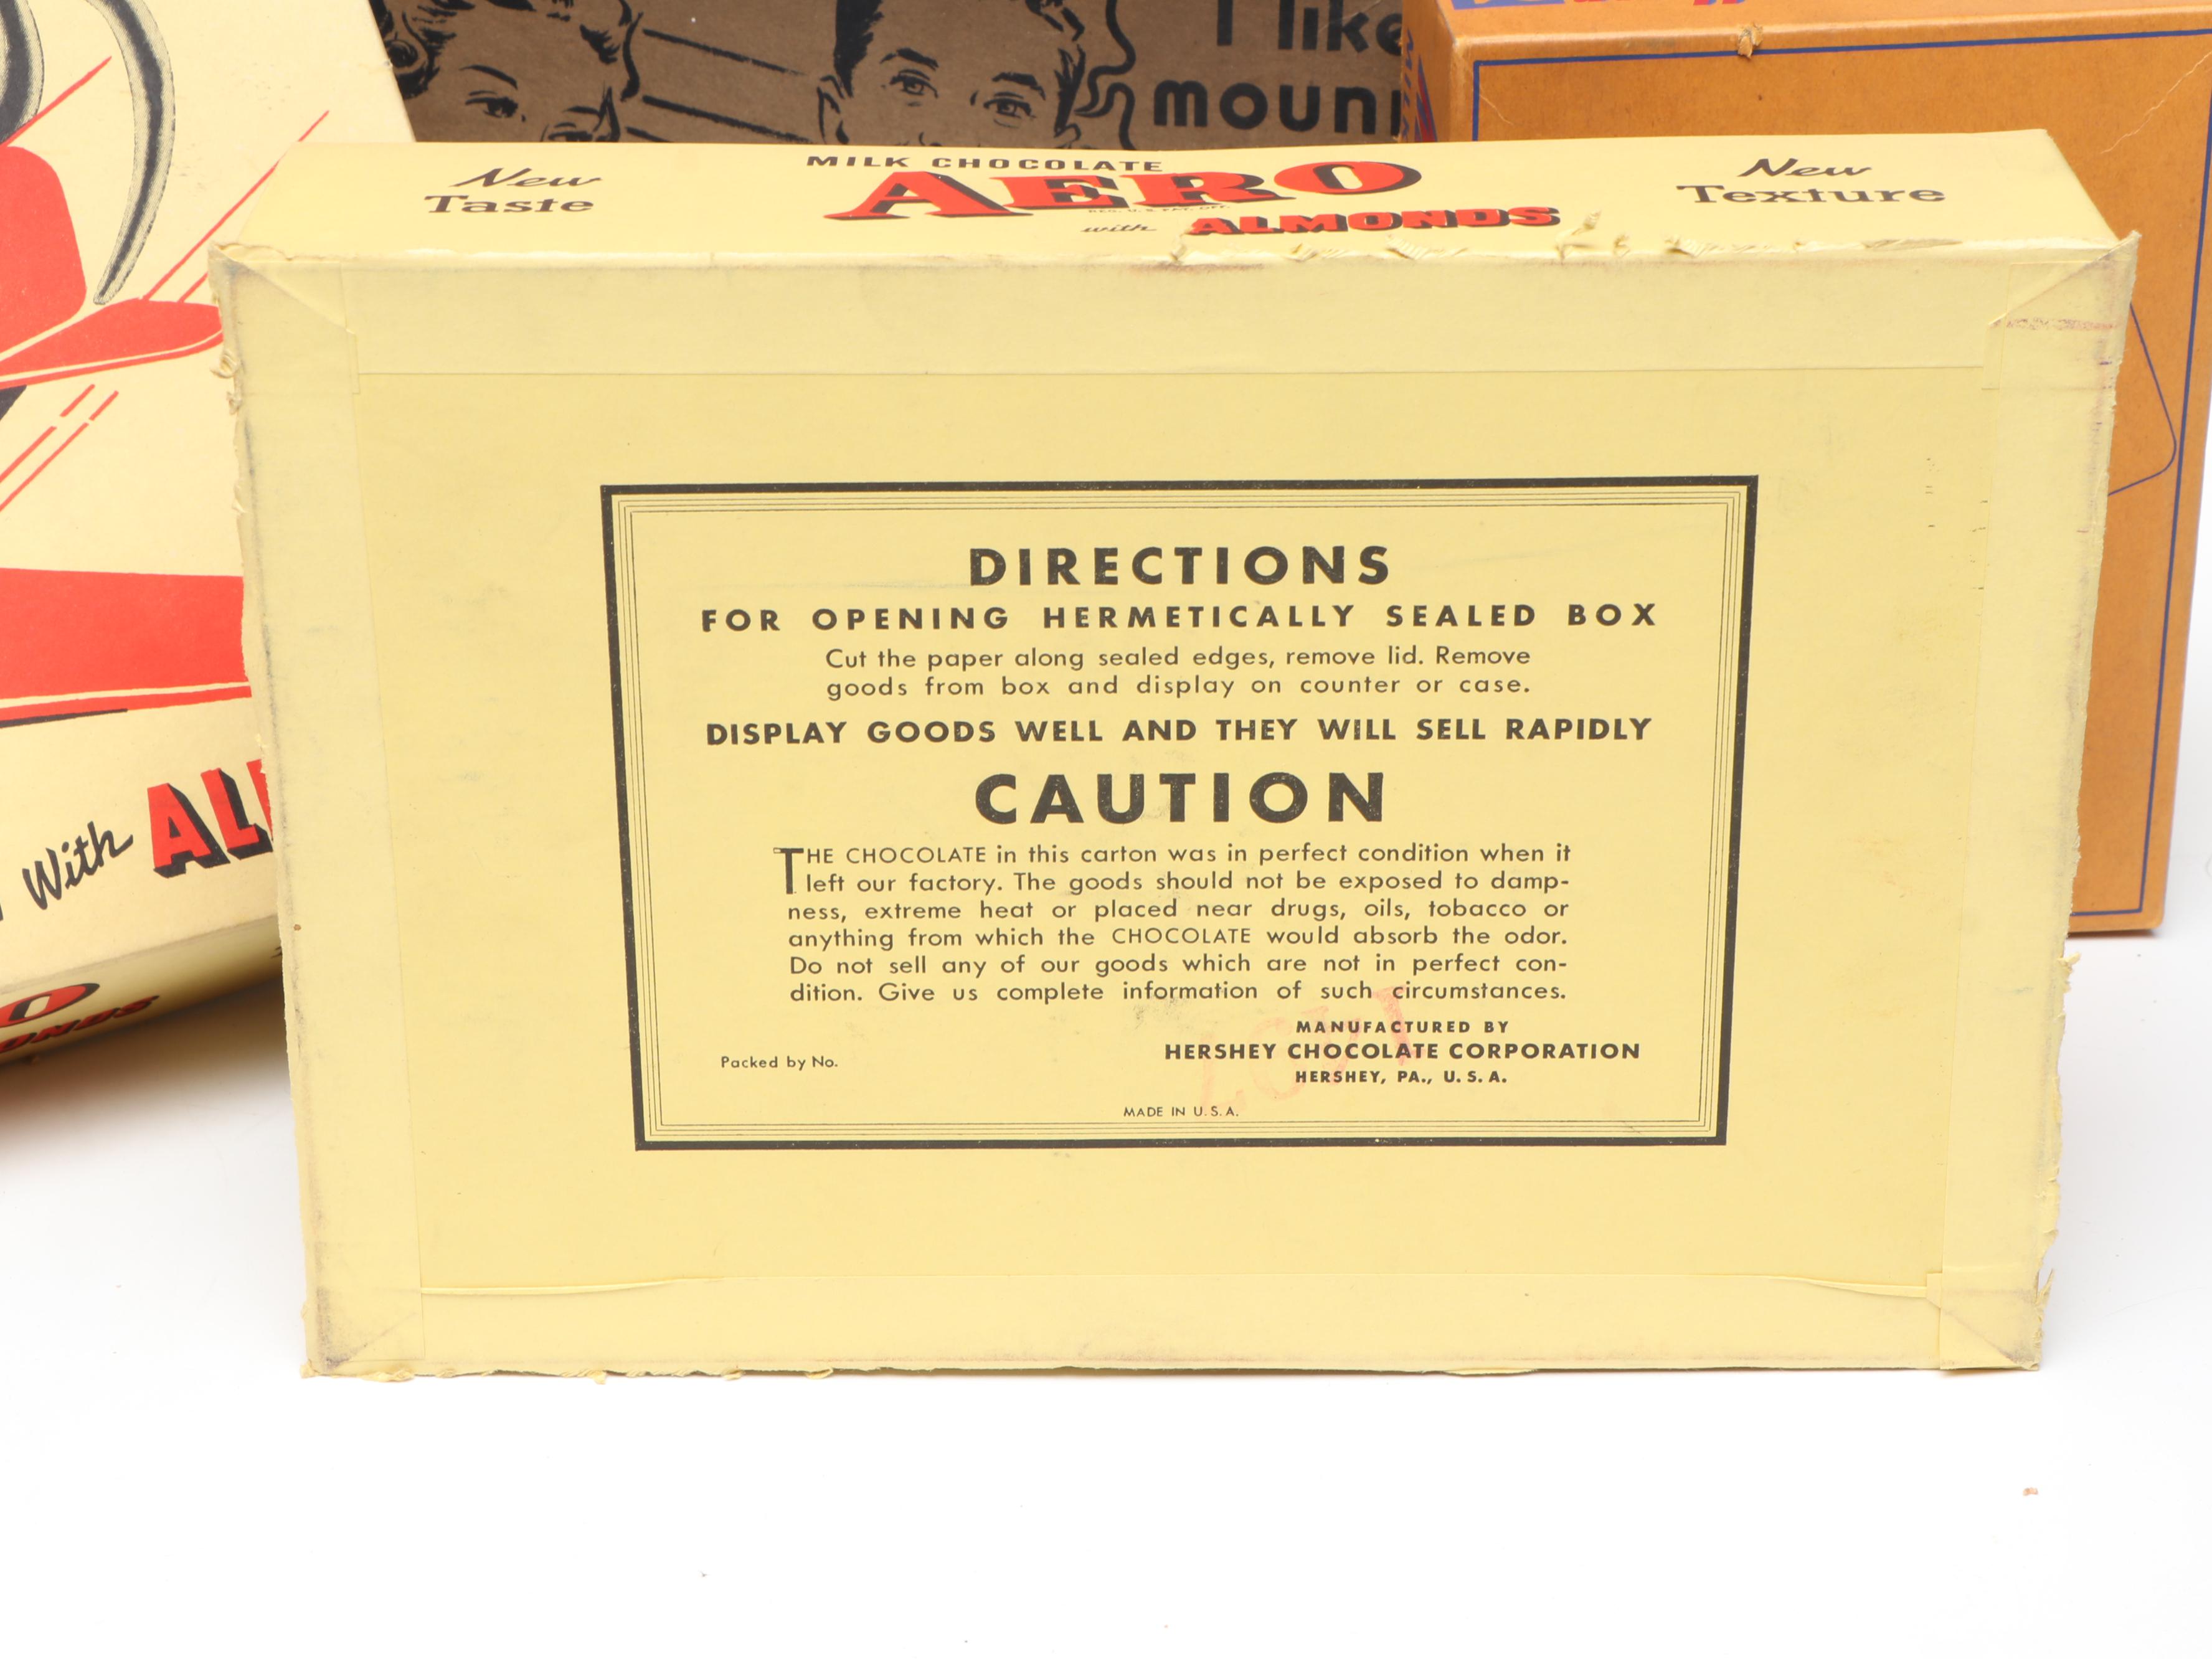 I like
moun
New
Taste
MILK CHOCOLATE
AERO
REG. U.S. PAT. OFF.
with ALMONDS
New
Texture
DIRECTIONS
FOR OPENING HERMETICALLY SEALED BOX
Cut the paper along sealed edges, remove lid. Remove
goods from box and display on counter or case.
DISPLAY GOODS WELL AND THEY WILL SELL RAPIDLY
CAUTION
THE CHOCOLATE in this carton was in perfect condition when it
left our factory. The goods should not be exposed to damp-
ness, extreme heat or placed near drugs, oils, tobacco or
anything from which the CHOCOLATE would absorb the odor.
Do not sell any of our goods which are not in perfect con-
dition. Give us complete information of such circumstances.
MANUFACTURED BY
HERSHEY CHOCOLATE CORPORATION
HERSHEY, PA., U. S. A.
Packed by No.
MADE IN U. S. A.
With AL
O
ONDS